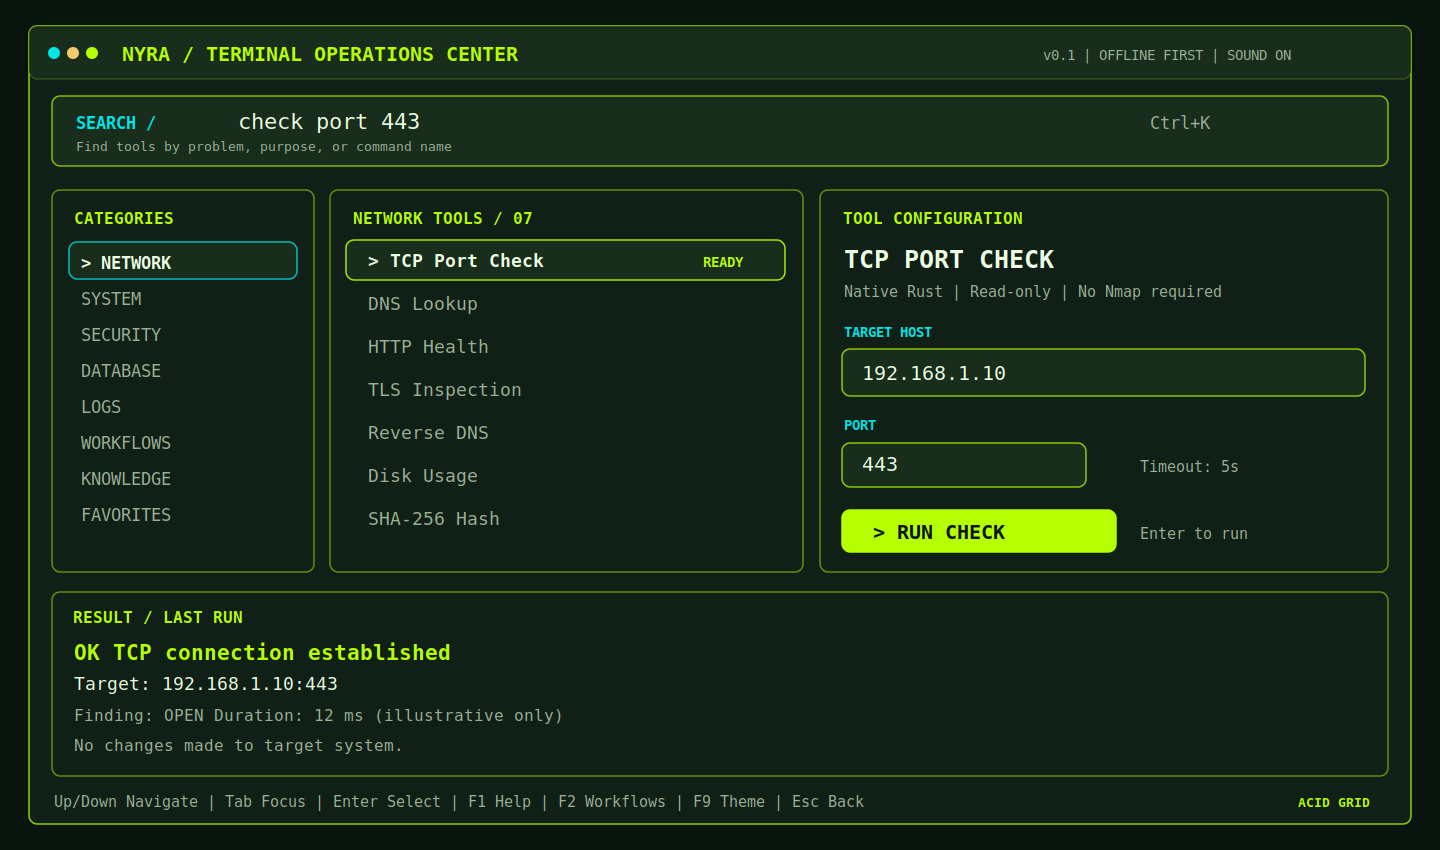 NYRA / TERMINAL OPERATIONS CENTER
v0.1 | OFFLINE FIRST | SOUND ON
SEARCH / check port 443
Ctrl+K
Find tools by problem, purpose, or command name
CATEGORIES
> NETWORK
SYSTEM
SECURITY
DATABASE
LOGS
WORKFLOWS
KNOWLEDGE
FAVORITES
NETWORK TOOLS / 07
> TCP Port Check READY
DNS Lookup
HTTP Health
TLS Inspection
Reverse DNS
Disk Usage
SHA-256 Hash
TOOL CONFIGURATION
TCP PORT CHECK
Native Rust | Read-only | No Nmap required
TARGET HOST
192.168.1.10
PORT
443
Timeout: 5s
> RUN CHECK
Enter to run
RESULT / LAST RUN
OK TCP connection established
Target: 192.168.1.10:443
Finding: OPEN Duration: 12 ms (illustrative only)
No changes made to target system.
Up/Down Navigate | Tab Focus | Enter Select | F1 Help | F2 Workflows | F9 Theme | Esc Back
ACID GRID